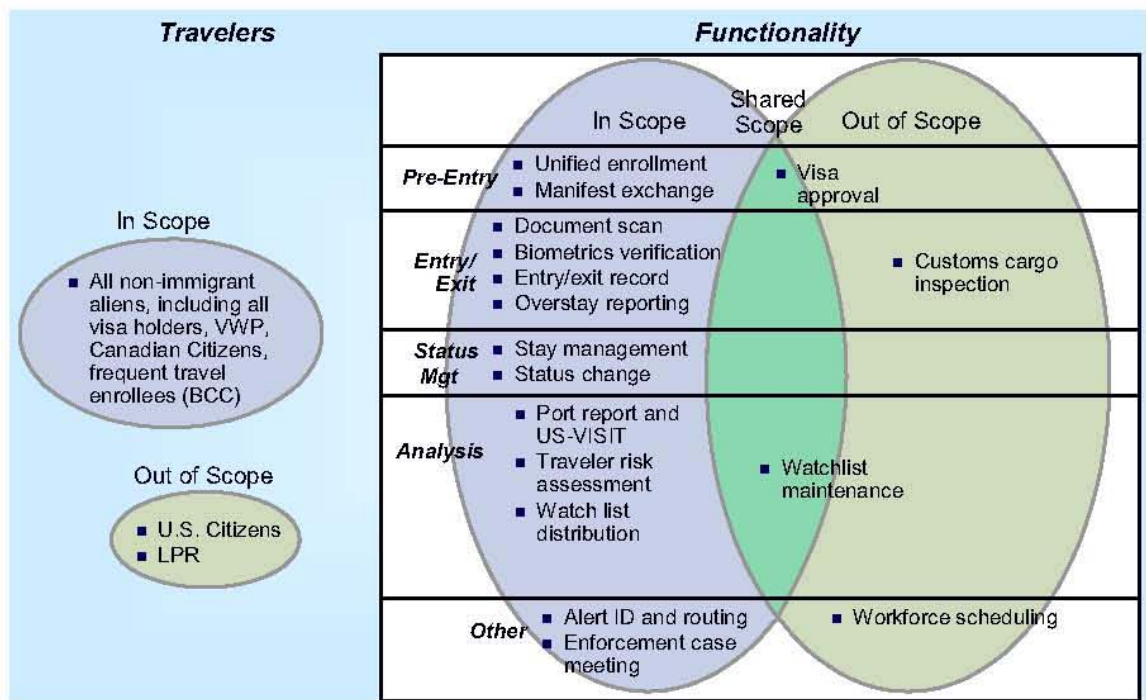 Travelers
Functionality
In Scope
■ All non-immigrant
aliens, including all
visa holders, VWP,
Canadian Citizens,
frequent travel
enrollees (BCC)
Out of Scope
■ U.S. Citizens
■ LPR
In Scope
Shared
Scope
Out of Scope
Pre-Entry
■ Unified enrollment
■ Manifest exchange
■ Visa
approval
Entry/
Exit
■ Document scan
■ Biometrics verification
■ Entry/exit record
■ Overstay reporting
■ Customs cargo
inspection
Status
Mgt
■ Stay management
■ Status change
Analysis
■ Port report and
US-VISIT
■ Traveler risk
assessment
■ Watch list
distribution
■ Watchlist
maintenance
Other
■ Alert ID and routing
■ Enforcement case
meeting
■ Workforce scheduling